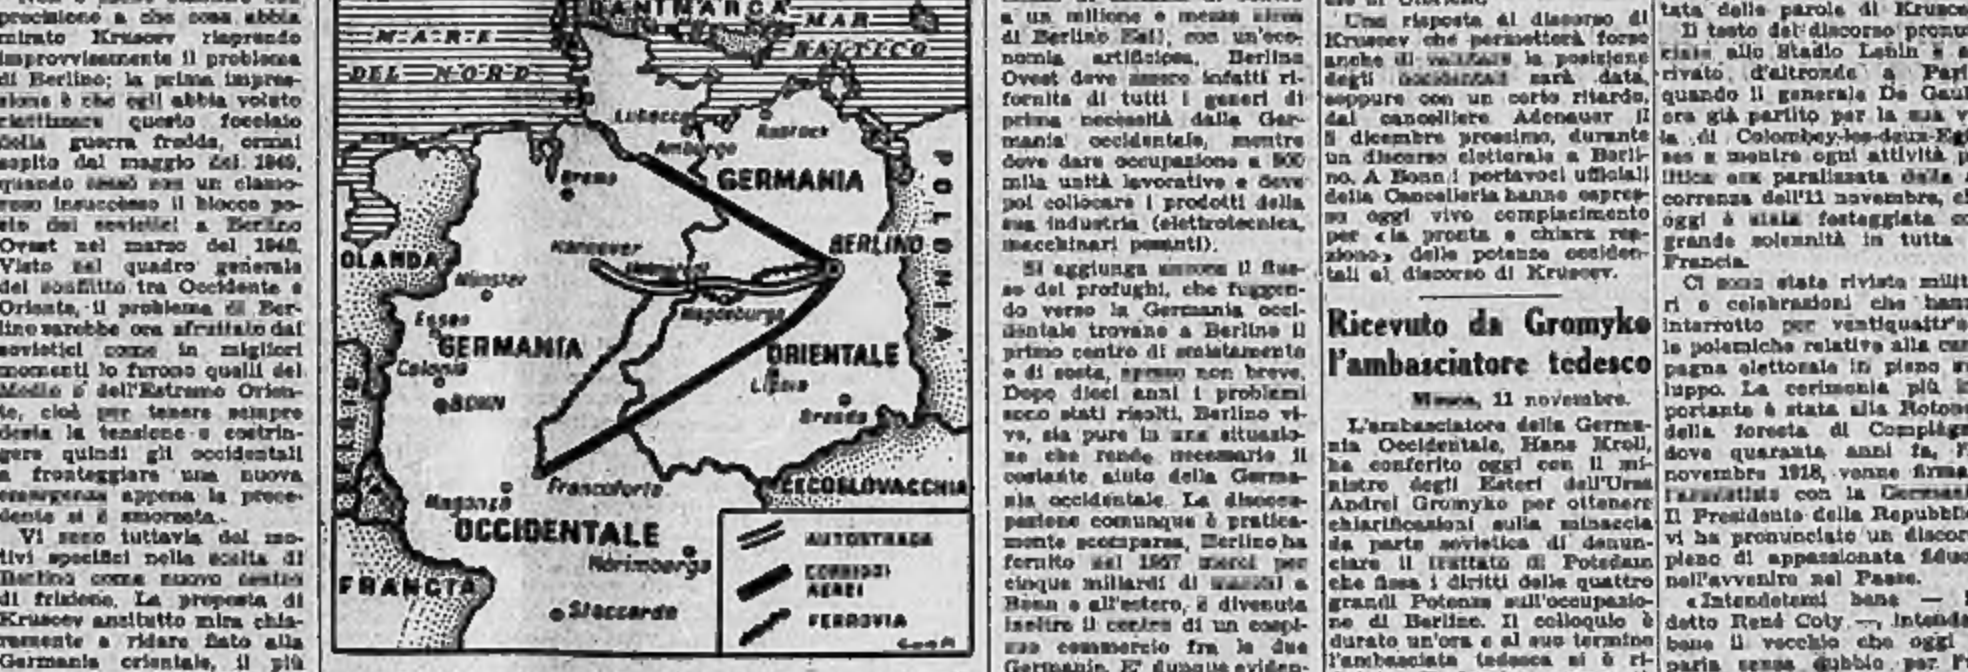 precisione a che cosa abbia
mirato Kruscev riaprendo
improvvisamente il problema
di Berlino; la prima impres-
sione è che egli abbia voluto
riattizzare questo focolaio
della guerra fredda, ormai
sopito dal maggio del 1949,
quando cessò con un clamo-
roso insuccesso il blocco po-
sto dai sovietici a Berlino
Ovest nel marzo del 1948.
Visto nel quadro generale
del conflitto tra Occidente e
Oriente, il problema di Ber-
lino sarebbe ora sfruttato dai
sovietici come in migliori
momenti lo furono quelli del
Medio o dell'Estremo Orien-
te, cioè per tenere sempre
desta la tensione e costrin-
gere quindi gli occidentali
a fronteggiare una nuova
emergenza appena la prece-
dente si è smorzata.
Vi sono tuttavia dei mo-
tivi specifici nella scelta di
Berlino come nuovo centro
di frizione. La proposta di
Kruscev anzitutto mira chia-
ramente a ridare fiato alla
Germania orientale, il più
DANIMARCA
MARE
DEL NORD
MAR
BALTICO
Lubecca
Rostock
Amburgo
GERMANIA
POLONIA
Brema
BERLINO
Hannover
OLANDA
Münster
Magdeburgo
Essen
GERMANIA
ORIENTALE
Colonia
Lipsia
BONN
Dresda
Francoforte
CECOSLOVACCHIA
Maganza
OCCIDENTALE
Norimberga
FRANCIA
Stoccarda
AUTOSTRADA
CORRIDOI
AEREI
FERROVIA
a un milione e mezzo circa
di Berlino Est), con un'eco-
nomia artificiosa, Berlino
Ovest deve essere infatti ri-
fornita di tutti i generi di
prima necessità dalla Ger-
mania occidentale, mentre
deve dare occupazione a 800
mila unità lavorative e deve
poi collocare i prodotti della
sua industria (elettrotecnica,
macchinari pesanti).
Si aggiunga ancora il flus-
so dei profughi, che fuggen-
do verso la Germania occi-
dentale trovano a Berlino il
primo centro di smistamento
e di sosta, spesso non breve.
Dopo dieci anni i problemi
sono stati risolti, Berlino vi-
ve, sia pure in una situazio-
ne che rende necessario il
costante aiuto della Germa-
nia occidentale. La disoccu-
pazione comunque è pratica-
mente scomparsa, Berlino ha
fornito nel 1957 merci per
cinque miliardi di marchi a
Bonn e all'estero, è divenuta
inoltre il centro di un cospi-
cuo commercio fra le due
Germanie. E' dunque eviden-
Una risposta al discorso di
Kruscev che permetterà forse
anche di valutare la posizione
degli occidentali sarà data,
seppure con un certo ritardo,
dal cancelliere Adenauer il
5 dicembre prossimo, durante
un discorso elettorale a Berli-
no. A Bonn i portavoci ufficiali
della Cancelleria hanno espres-
so oggi vivo compiacimento
per «la pronta e chiara rea-
zione» delle potenze occiden-
tali al discorso di Kruscev.
Ricevuto da Gromyko
l'ambasciatore tedesco
Mosca, 11 novembre.
L'ambasciatore della Germa-
nia Occidentale, Hans Kroll,
ha conferito oggi con il mi-
nistro degli Esteri dell'Urss
Andrei Gromyko per ottenere
chiarificazioni sulla minaccia
da parte sovietica di denun-
ciare il trattato di Potsdam
che fissa i diritti delle quattro
grandi Potenze sull'occupazio-
ne di Berlino. Il colloquio è
durato un'ora e al suo termine
l'ambasciata tedesca si è ri-
tata delle parole di Kruscev
Il testo del discorso pronun
ciato allo Stadio Lenin è ar
rivato, d'altronde a Parigi
quando il generale De Gaulle
era già partito per la sua vil
la di Colombey-les-deux-Egli
ses e mentre ogni attività po
litica era paralizzata dalla ri
correnza dell'11 novembre, che
oggi è stata festeggiata con
grande solennità in tutta la
Francia.
Ci sono state riviste milita
ri e celebrazioni che hanno
interrotto per ventiquattr'ore
le polemiche relative alla cam
pagna elettorale in pieno svi
luppo. La cerimonia più im
portante è stata alla Rotonda
della foresta di Compiègne
dove quaranta anni fa, l'11
novembre 1918, venne firmato
l'armistizio con la Germania
Il Presidente della Repubblica
vi ha pronunciato un discorso
pieno di appassionata fiducia
nell'avvenire nel Paese.
«Intendetemi bene — ha
detto René Coty —, intendete
bene il vecchio che oggi vi